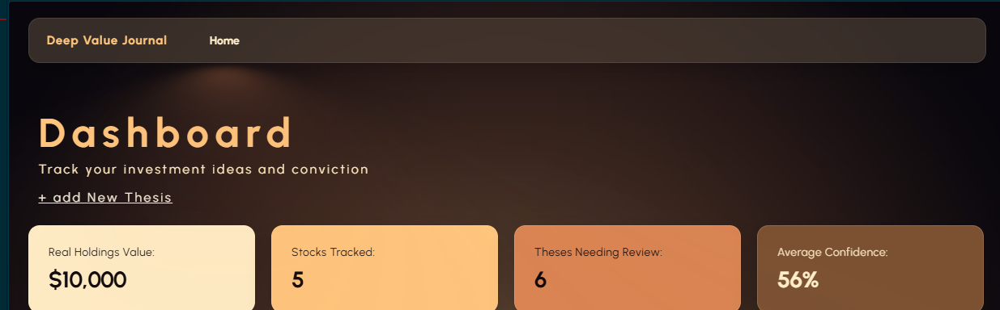 Deep Value Journal Home
Dashboard
Track your investment ideas and conviction
+ add New Thesis
Real Holdings Value:
$10,000
Stocks Tracked:
5
Theses Needing Review:
6
Average Confidence:
56%